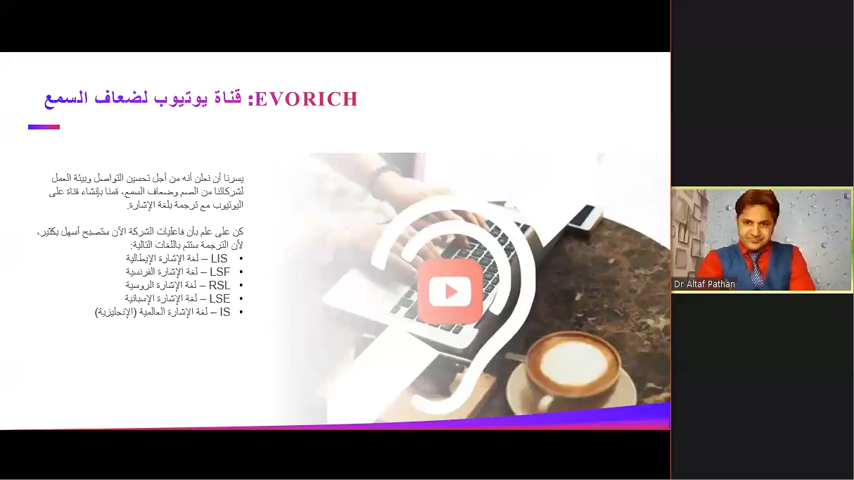 EVORICH: قناة يوتيوب لضعاف السمع
يسرنا أن نعلن أنه من أجل تحسين التواصل وبيئة العمل
لشركائنا من الصم وضعاف السمع، قمنا بإنشاء قناة على
اليوتيوب مع ترجمة بلغة الإشارة.
كن على علم بأن فاعليات الشركة الآن ستصبح أسهل بكثير،
لأن الترجمة ستتم باللغات التالية:
• LIS – لغة الإشارة الإيطالية
• LSF – لغة الإشارة الفرنسية
• RSL – لغة الإشارة الروسية
• LSE – لغة الإشارة الإسبانية
• IS – لغة الإشارة العالمية (الإنجليزية)
Dr Altaf Pathan